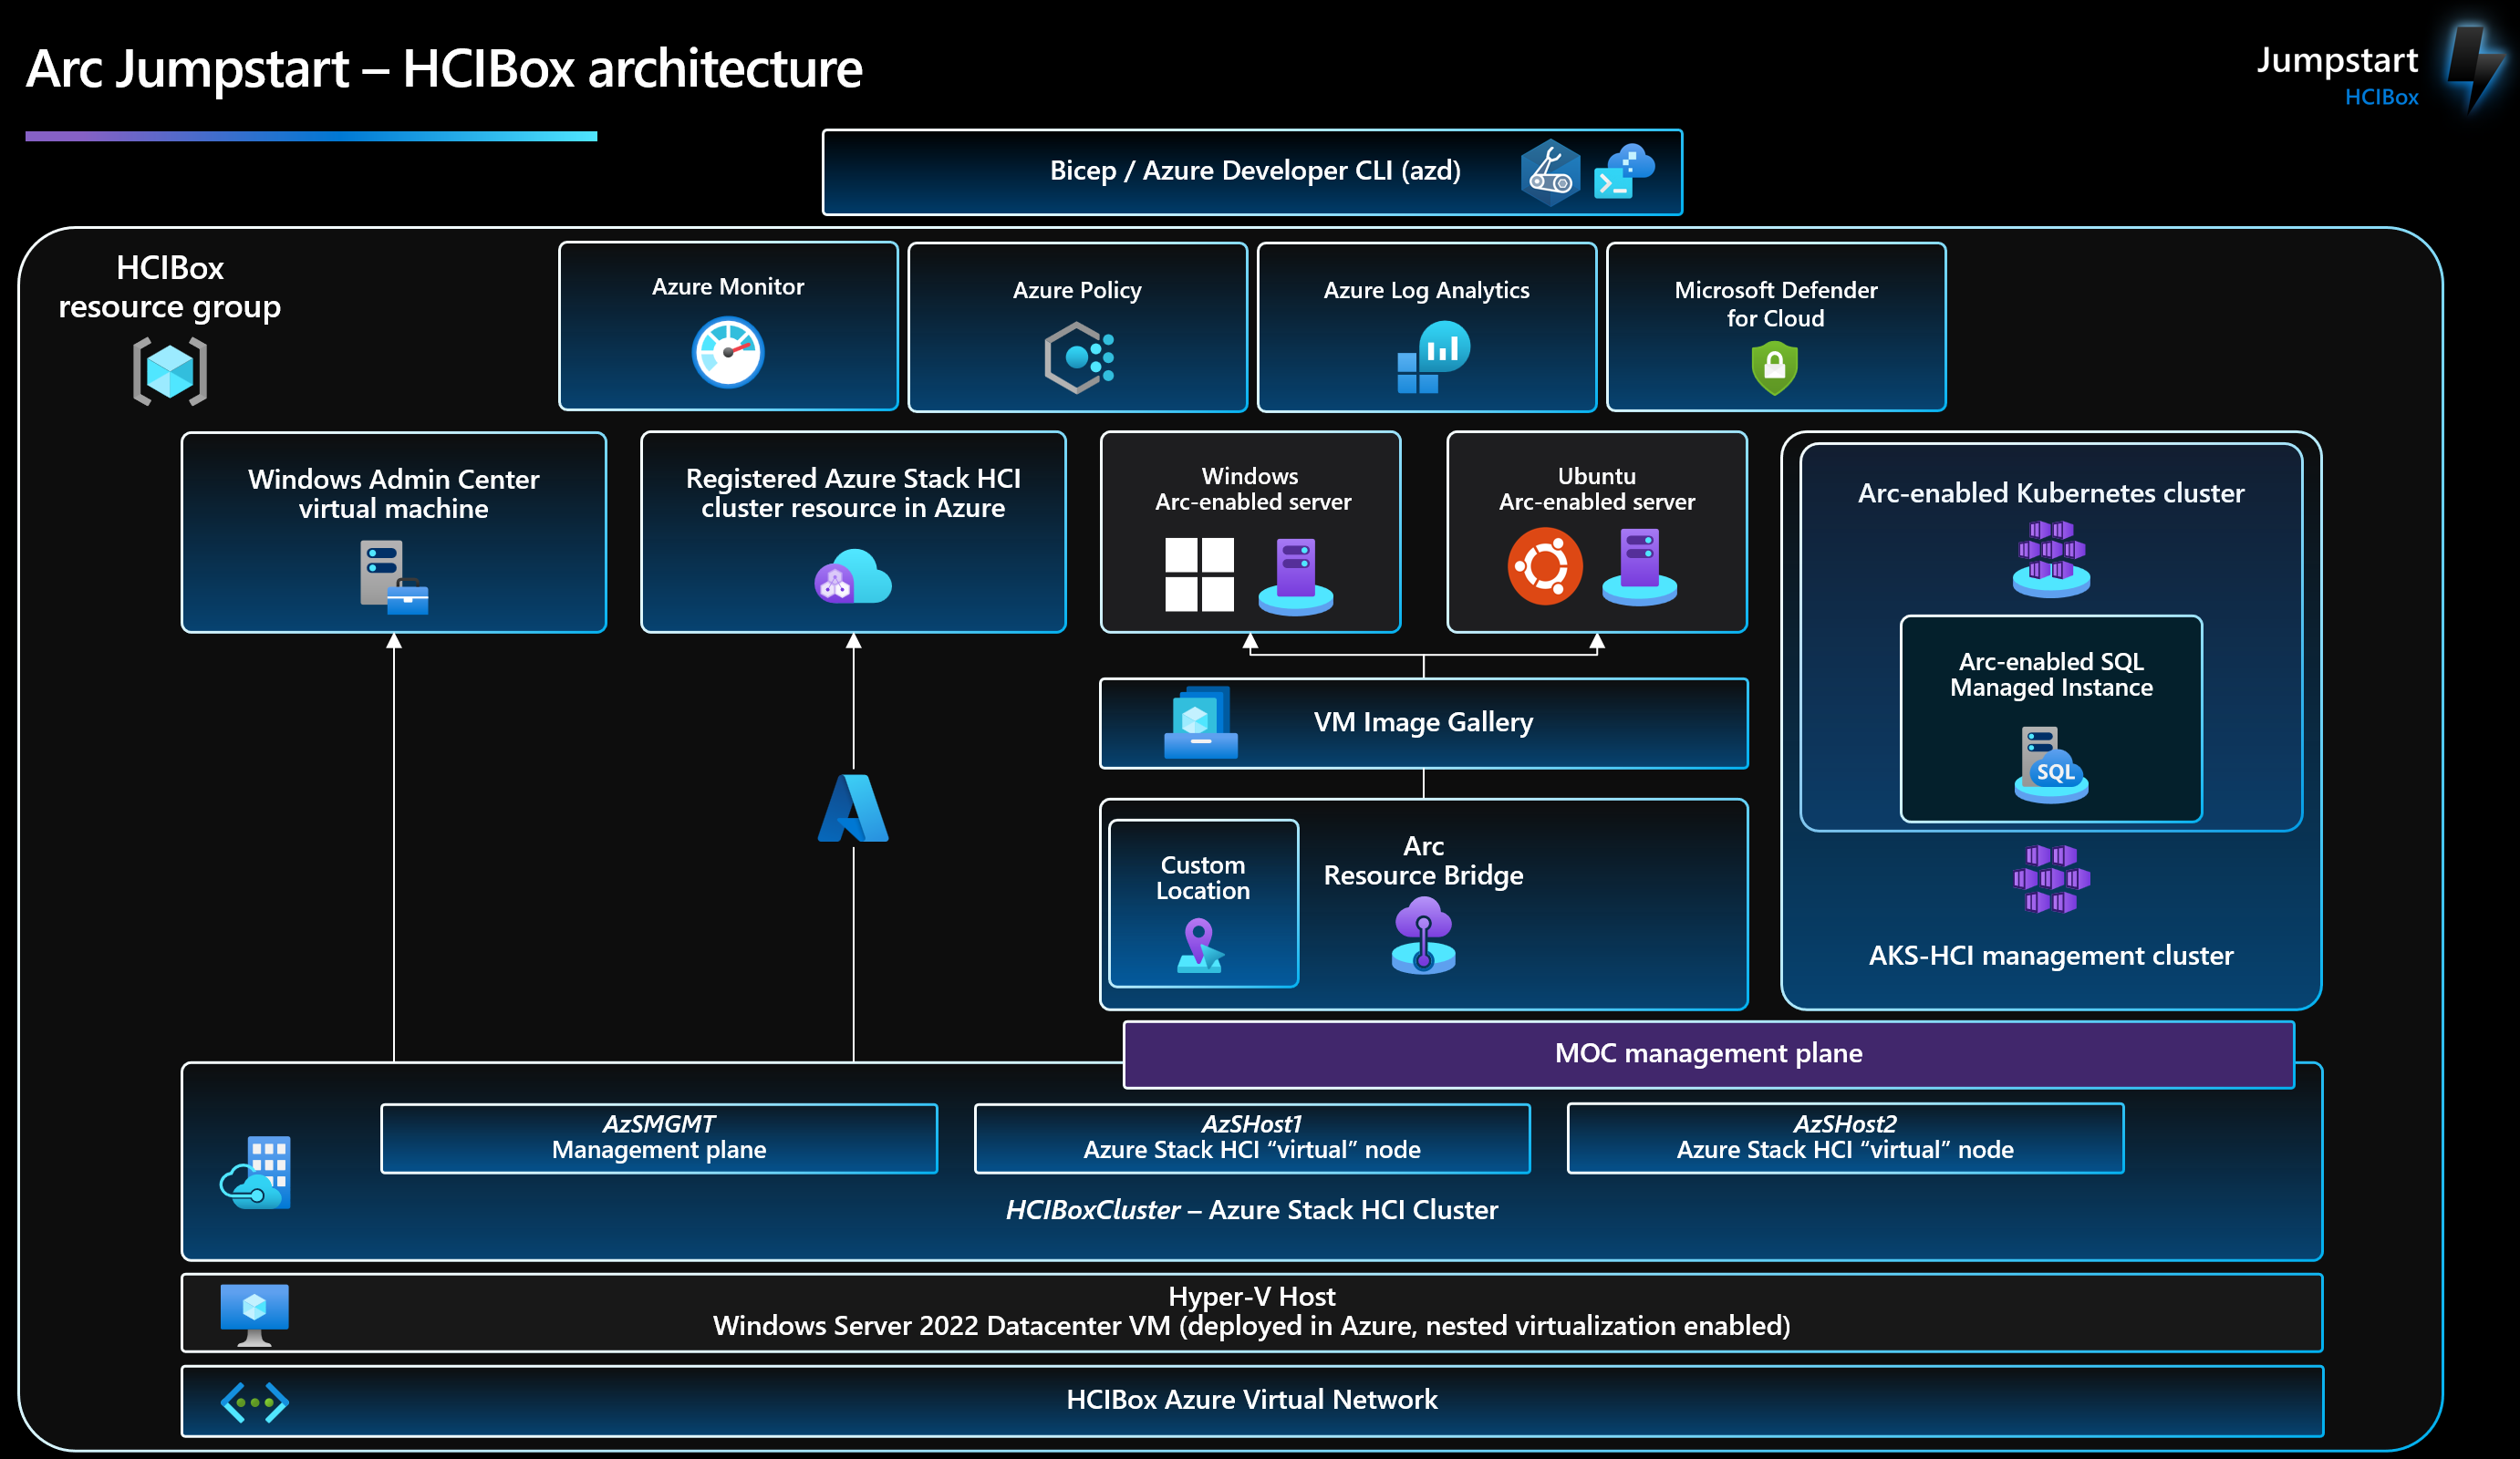 Arc Jumpstart – HCIBox architecture
Jumpstart
HCIBox
Bicep / Azure Developer CLI (azd)
HCIBox
resource group
Azure Monitor
Azure Policy
Azure Log Analytics
Microsoft Defender
for Cloud
Windows Admin Center
virtual machine
Registered Azure Stack HCI
cluster resource in Azure
Windows
Arc-enabled server
Ubuntu
Arc-enabled server
Arc-enabled Kubernetes cluster
Arc-enabled SQL
Managed Instance
SQL
VM Image Gallery
Custom
Location
Arc
Resource Bridge
AKS-HCI management cluster
MOC management plane
AzSMGMT
Management plane
AzSHost1
Azure Stack HCI “virtual” node
AzSHost2
Azure Stack HCI “virtual” node
HCIBoxCluster – Azure Stack HCI Cluster
Hyper-V Host
Windows Server 2022 Datacenter VM (deployed in Azure, nested virtualization enabled)
HCIBox Azure Virtual Network